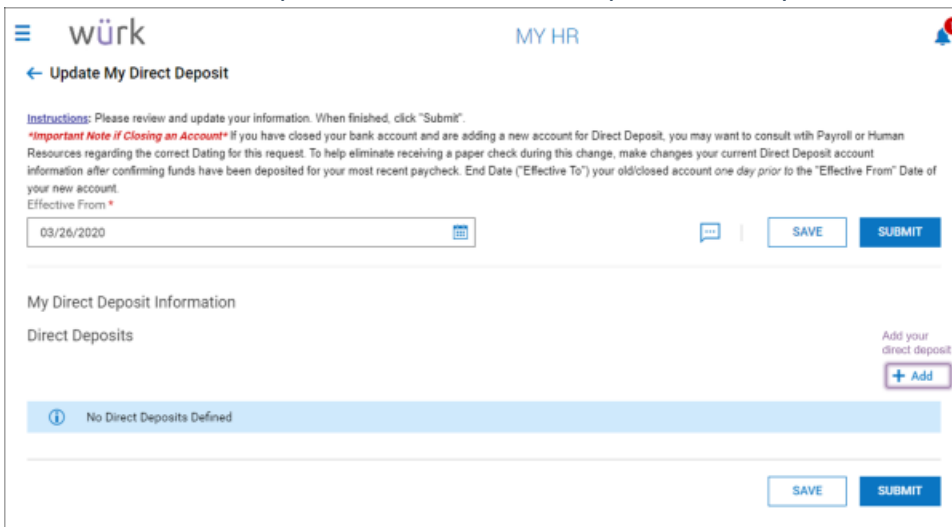 würk
MY HR
← Update My Direct Deposit
Instructions: Please review and update your information. When finished, click "Submit".
*Important Note if Closing an Account* If you have closed your bank account and are adding a new account for Direct Deposit, you may want to consult wtih Payroll or Human
Resources regarding the correct Dating for this request. To help eliminate receiving a paper check during this change, make changes your current Direct Deposit account
information after confirming funds have been deposited for your most recent paycheck. End Date ("Effective To") your old/closed account one day prior to the "Effective From" Date of
your new account.
Effective From *
03/26/2020
SAVE
SUBMIT
My Direct Deposit Information
Direct Deposits
Add your
direct deposit
+ Add
No Direct Deposits Defined
SAVE
SUBMIT